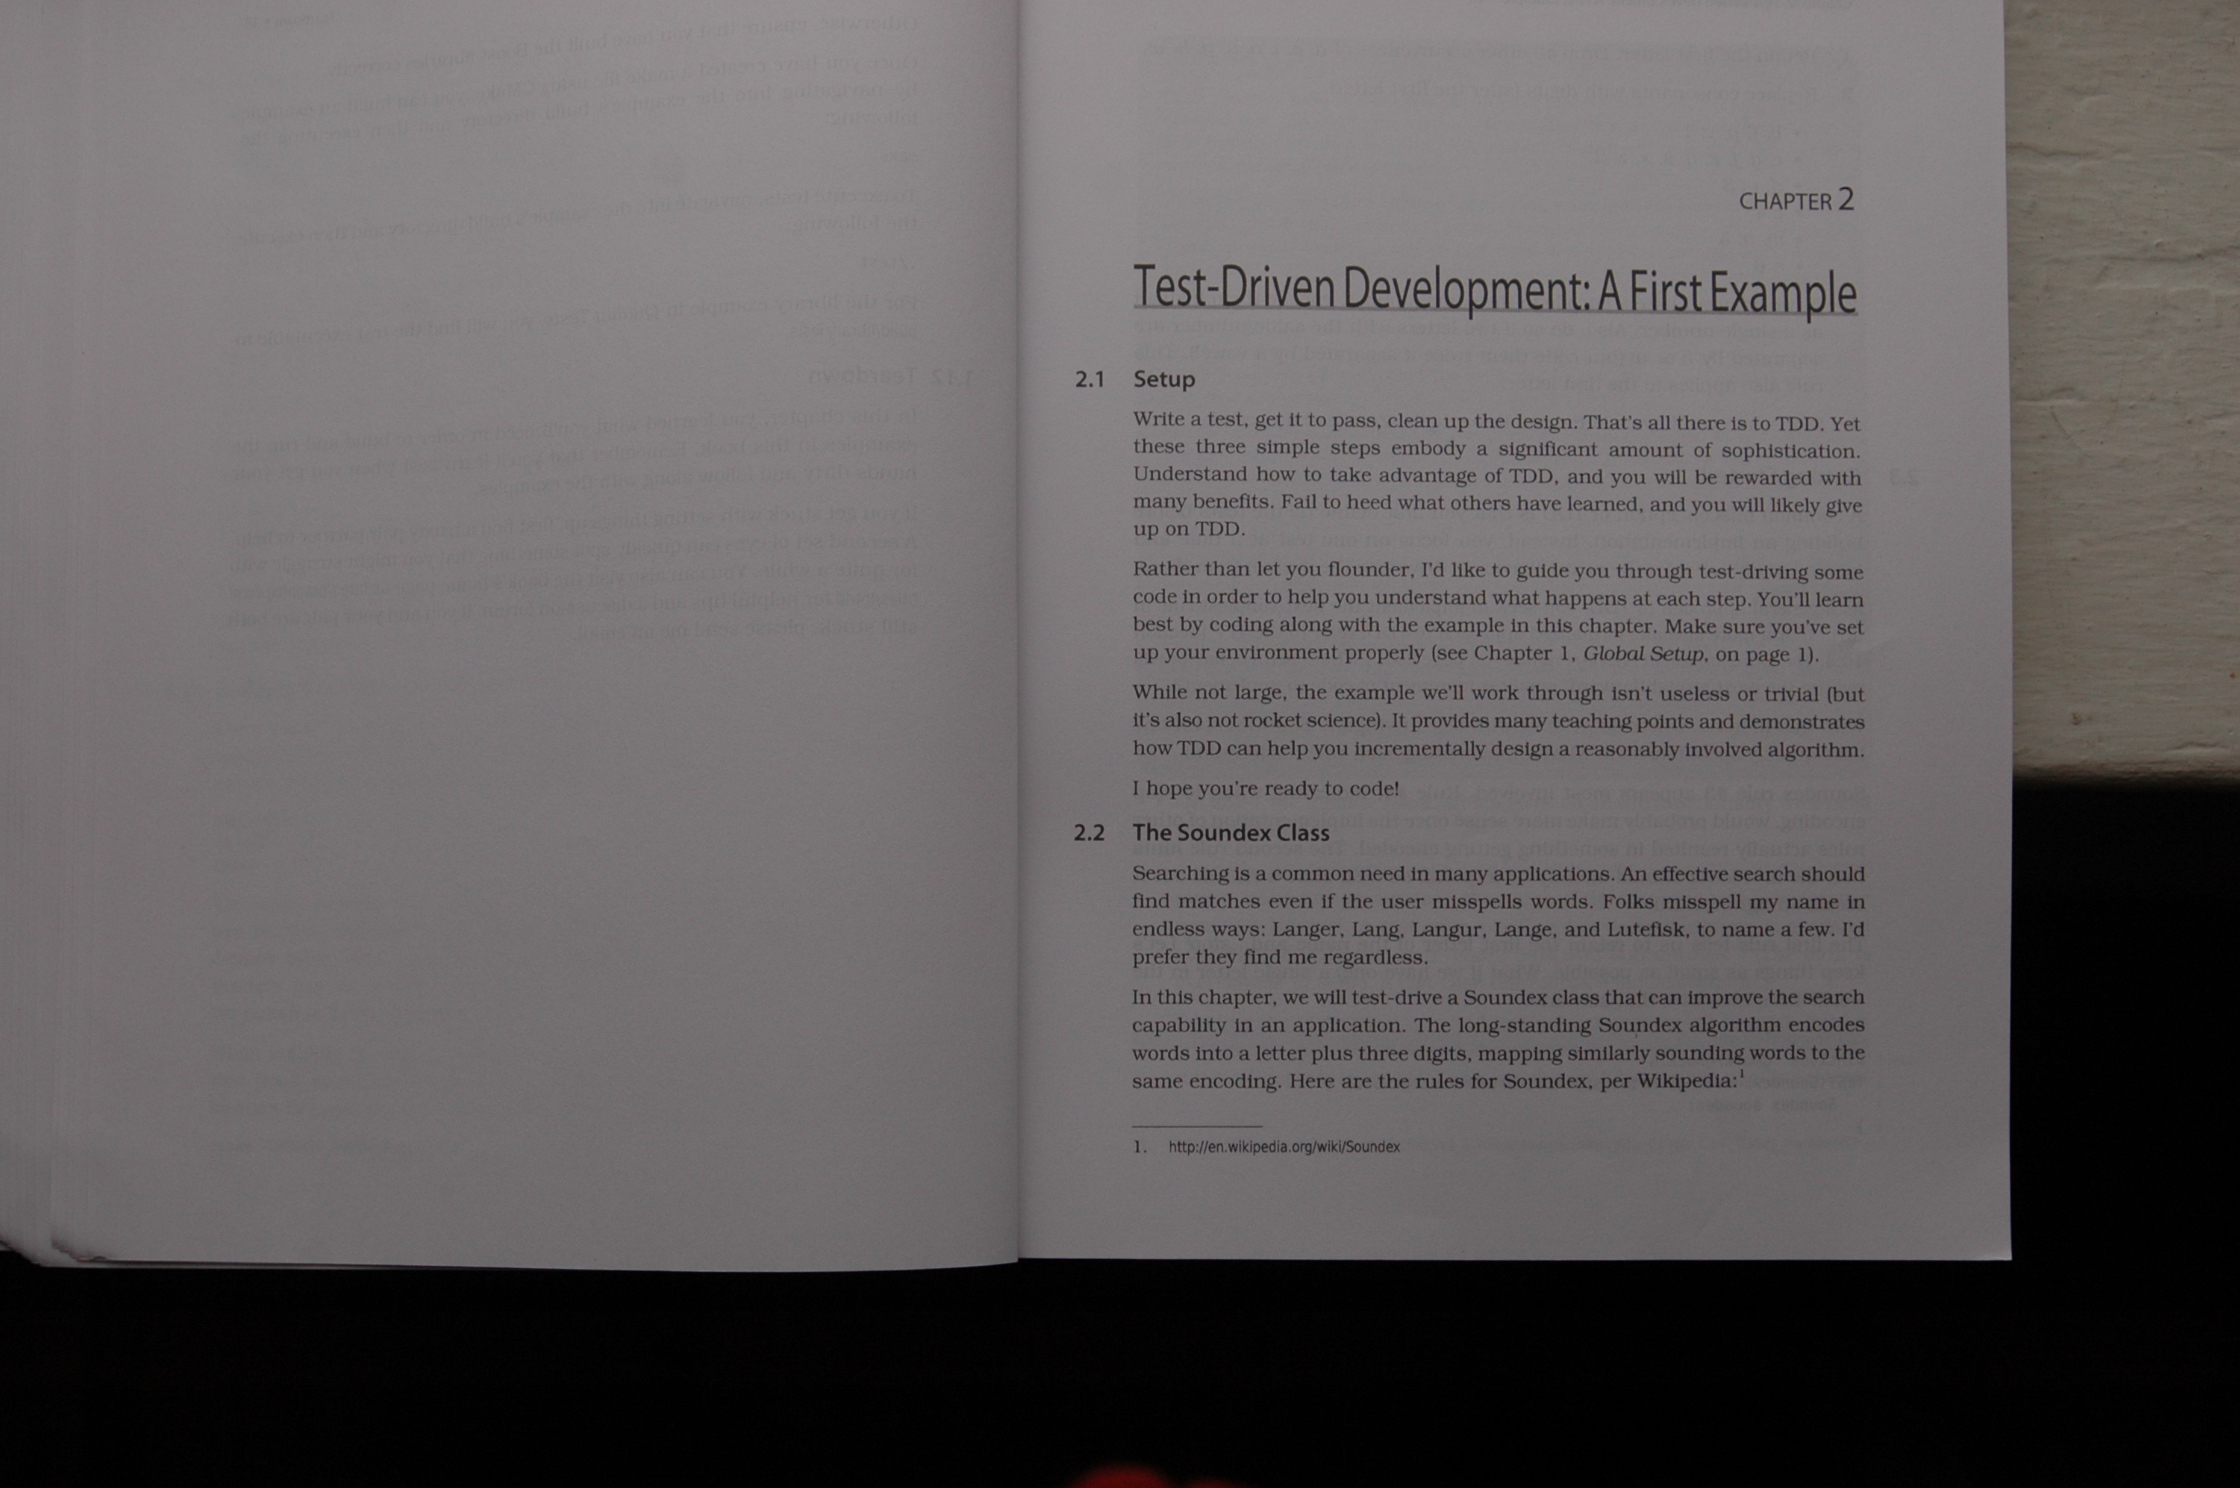 CHAPTER 2
Test-Driven Development: A First Example
2.1 Setup
Write a test, get it to pass, clean up the design. That's all there is to TDD. Yet
these three simple steps embody a significant amount of sophistication.
Understand how to take advantage of TDD, and you will be rewarded with
many benefits. Fail to heed what others have learned, and you will likely give
up on TDD.
Rather than let you flounder, I'd like to guide you through test-driving some
code in order to help you understand what happens at each step. You'll learn
best by coding along with the example in this chapter. Make sure you've set
up your environment properly (see Chapter 1, Global Setup, on page 1).
While not large, the example we'll work through isn't useless or trivial (but
it's also not rocket science). It provides many teaching points and demonstrates
how TDD can help you incrementally design a reasonably involved algorithm.
I hope you're ready to code!
2.2 The Soundex Class
Searching is a common need in many applications. An effective search should
find matches even if the user misspells words. Folks misspell my name in
endless ways: Langer, Lang, Langur, Lange, and Lutefisk, to name a few. I'd
prefer they find me regardless.
In this chapter, we will test-drive a Soundex class that can improve the search
capability in an application. The long-standing Soundex algorithm encodes
words into a letter plus three digits, mapping similarly sounding words to the
same encoding. Here are the rules for Soundex, per Wikipedia:1
1. http://en.wikipedia.org/wiki/Soundex